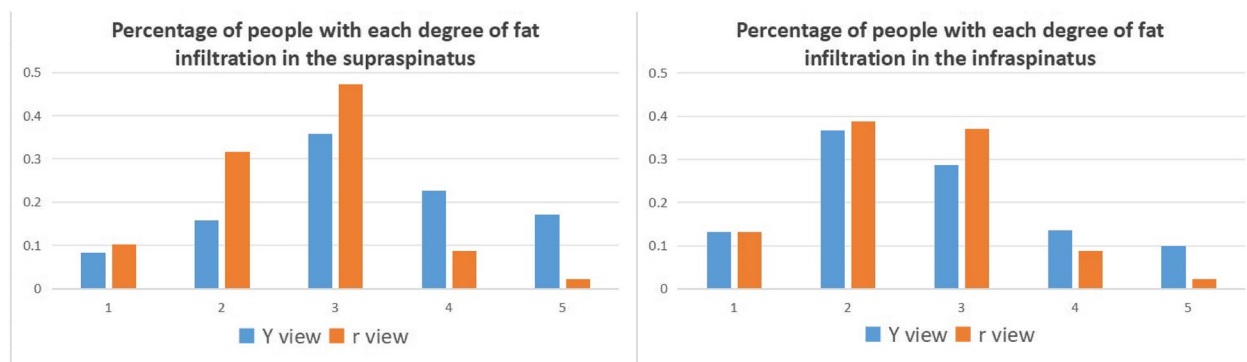 Percentage of people with each degree of fat
infiltration in the supraspinatus
0.5
0.4
0.3
0.2
0.1
0
1 2 3 4 5
Y view r view
Percentage of people with each degree of fat
infiltration in the infraspinatus
0.5
0.4
0.3
0.2
0.1
0
1 2 3 4 5
Y view r view